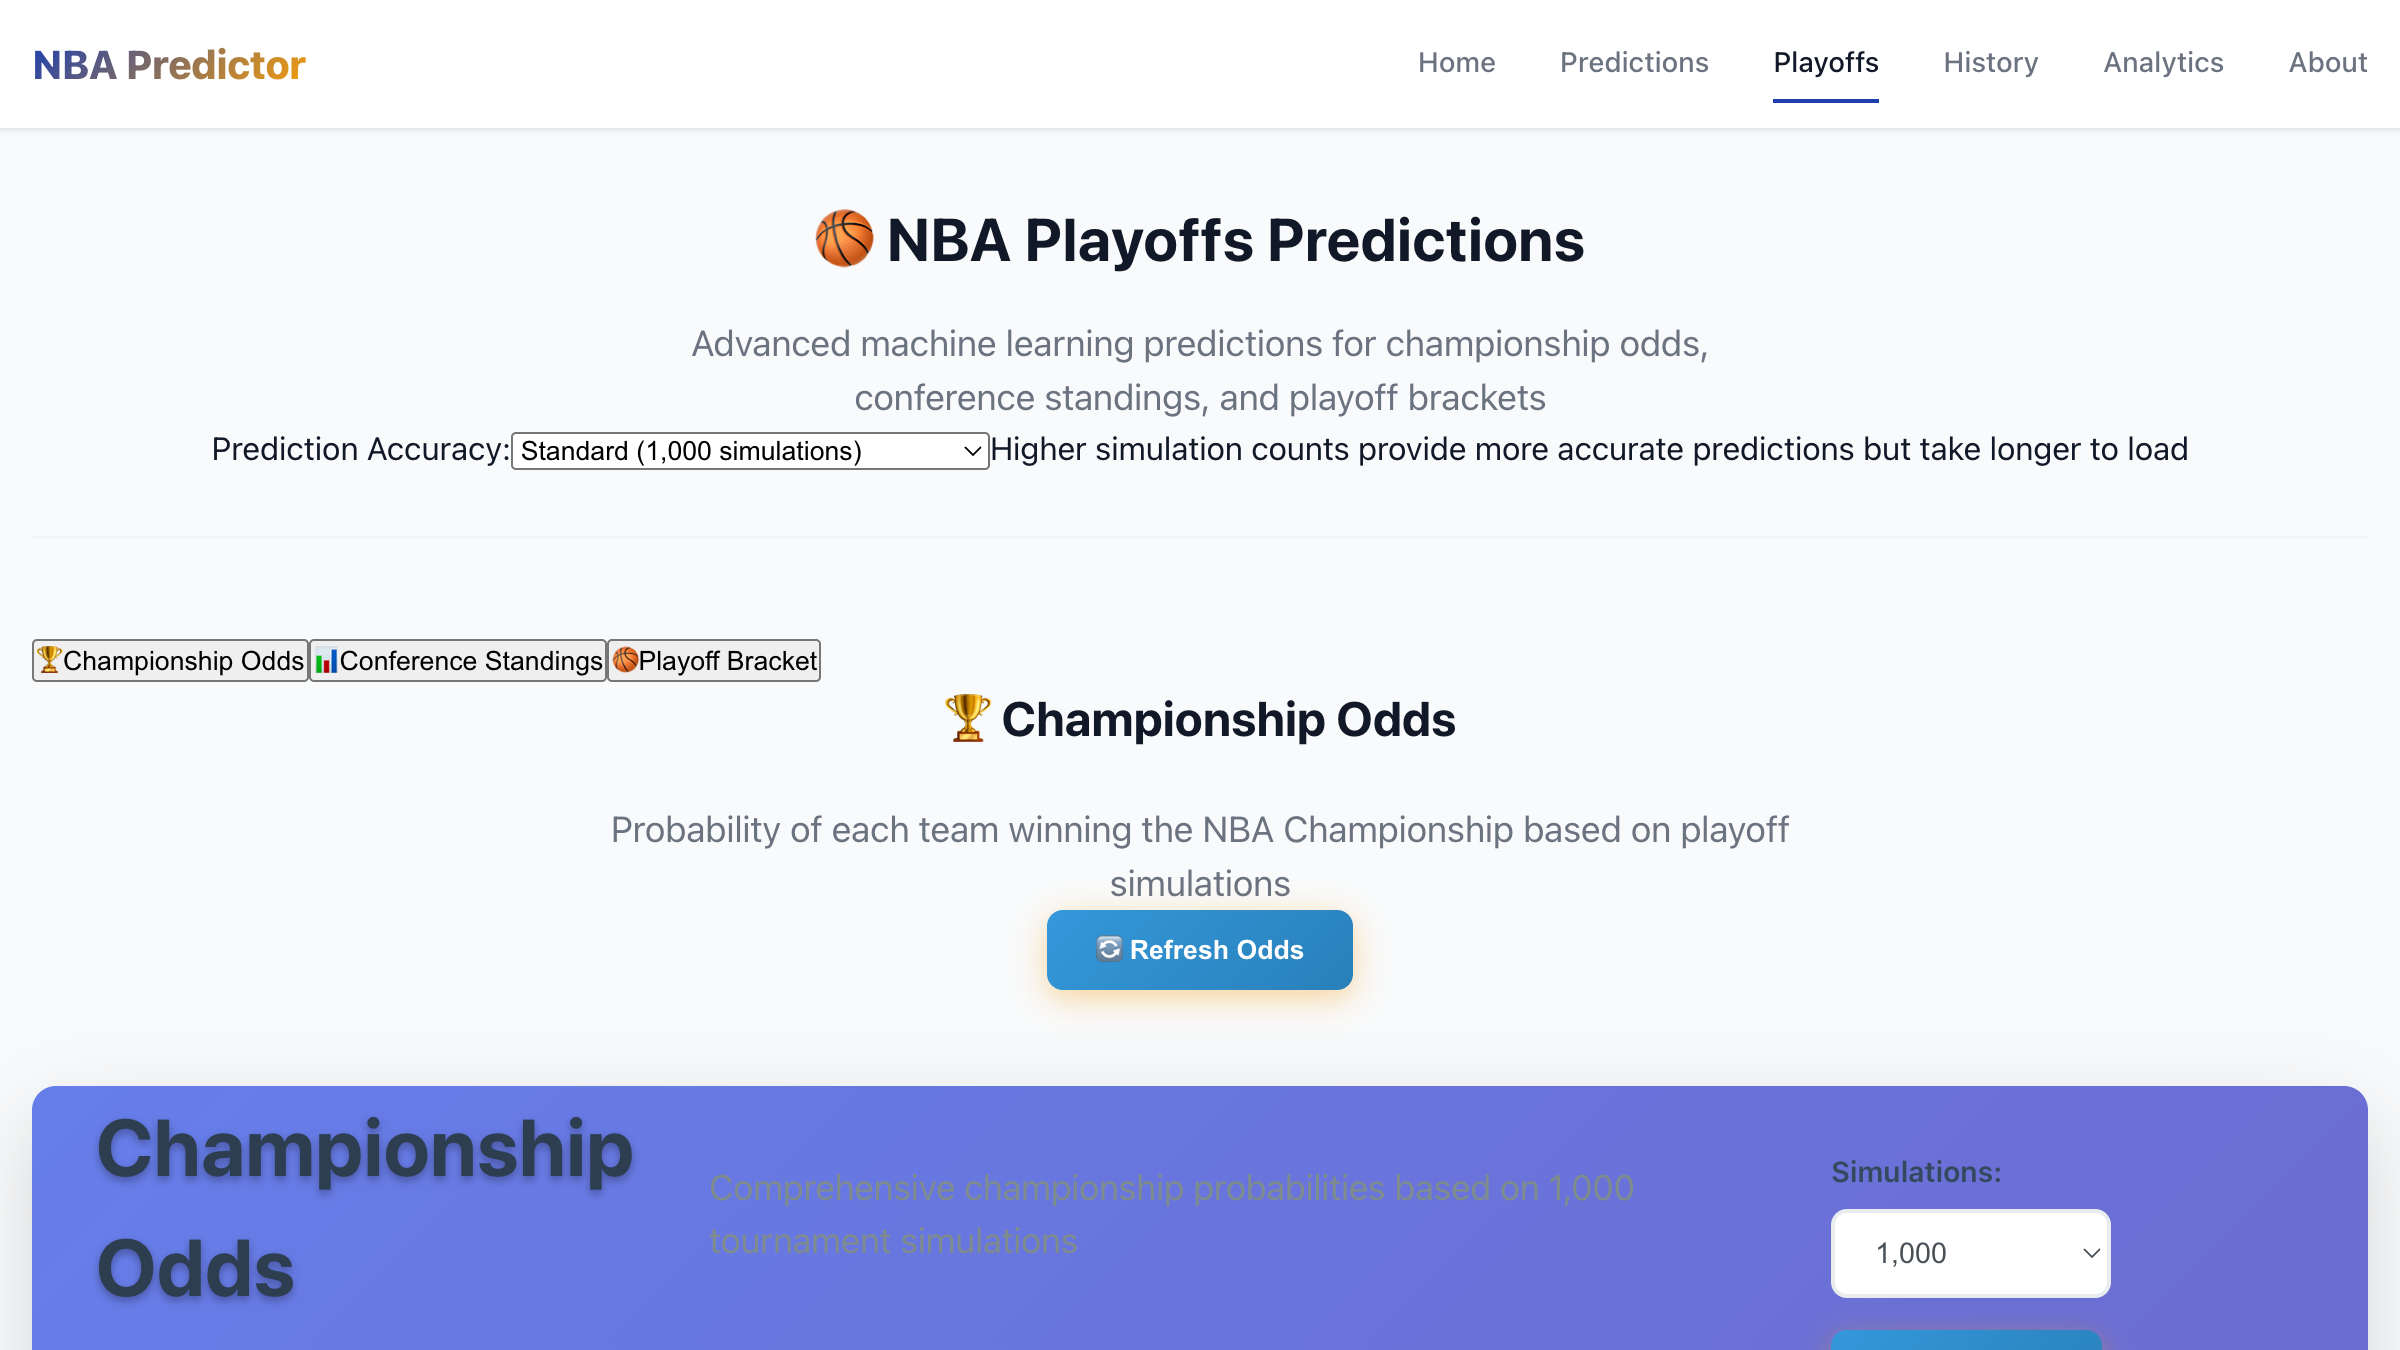 NBA Predictor
Home Predictions Playoffs History Analytics About
NBA Playoffs Predictions
Advanced machine learning predictions for championship odds,
conference standings, and playoff brackets
Prediction Accuracy: Standard (1,000 simulations) Higher simulation counts provide more accurate predictions but take longer to load
Championship Odds Conference Standings Playoff Bracket
Championship Odds
Probability of each team winning the NBA Championship based on playoff
simulations
Refresh Odds
Championship
Odds
Comprehensive championship probabilities based on 1,000
tournament simulations
Simulations:
1,000